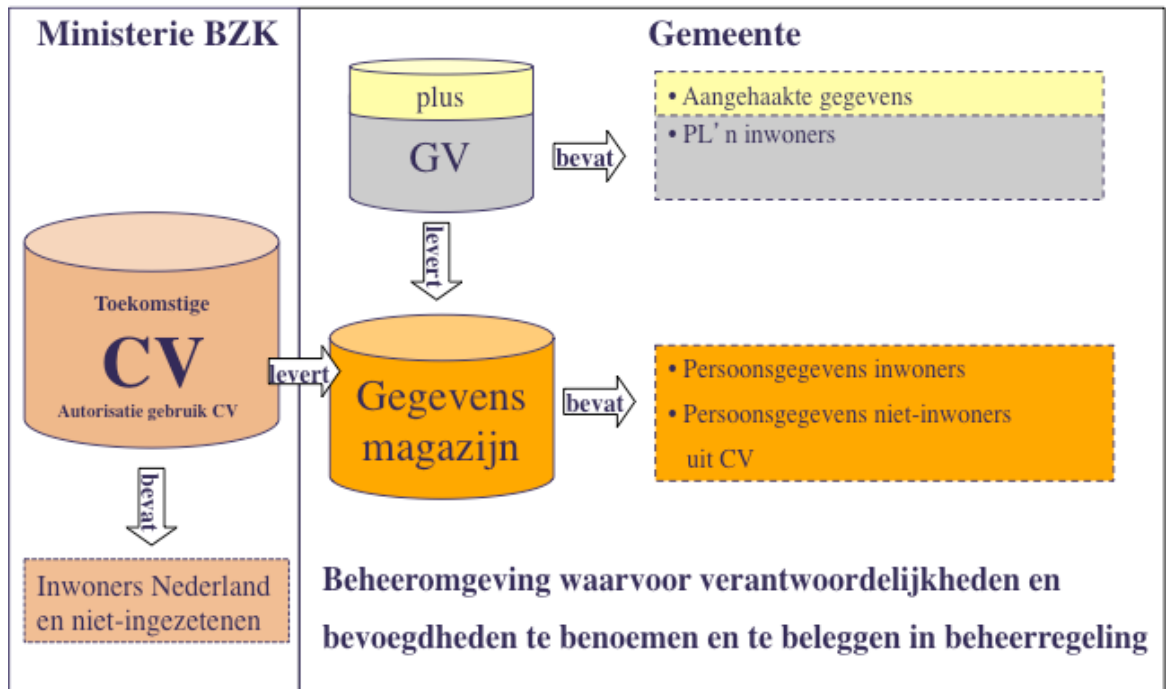 Ministerie BZK
Gemeente
plus
GV
bevat
• Aangehaakte gegevens
• PL'n inwoners
levert
Toekomstige
CV
Autorisatie gebruik CV
levert
Gegevens
magazijn
bevat
• Persoonsgegevens inwoners
• Persoonsgegevens niet-inwoners
uit CV
bevat
Inwoners Nederland
en niet-ingezetenen
Beheeromgeving waarvoor verantwoordelijkheden en
bevoegdheden te benoemen en te beleggen in beheerregeling